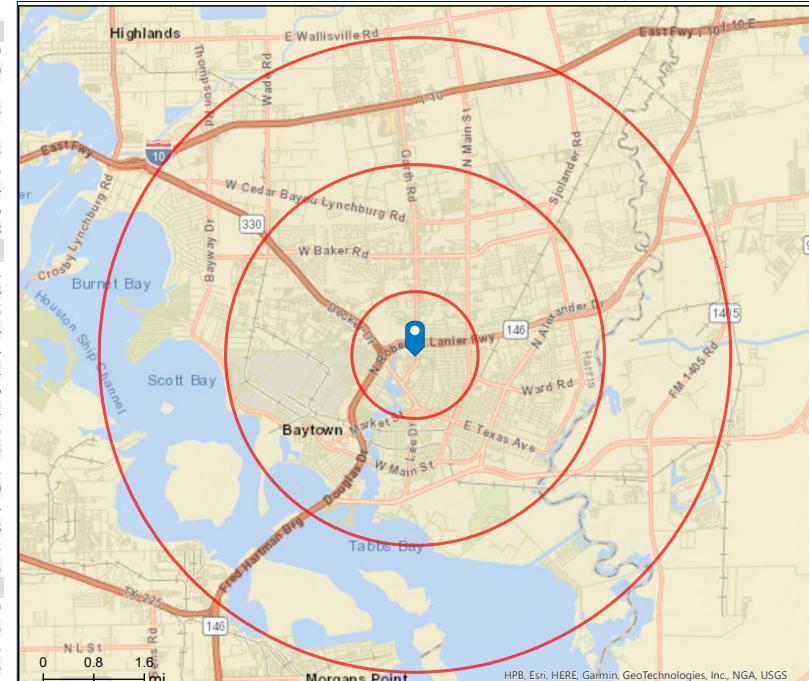 Highlands
E Wallisville Rd
East Fwy I-10
I-10 E
Thompson Rd
Wade Rd
I-10
N Main St
East Fwy
10
Garth Rd
Sjolander Rd
Crosby Lynchburg Rd
W Cedar Bayou Lynchburg Rd
330
Bayway Dr
W Baker Rd
Burnet Bay
Houston Ship Channel
Decker Dr
N Alexander Dr
1405
146
Lanier Fwy
Harris
FM 1405 Rd
Scott Bay
Ward Rd
Baytown
Market St
Lee Dr
E Texas Ave
W Main St
Douglas Dr
Tabbs Bay
Fred Hartman Brg
TX-225
146
N L St
0 0.8 1.6
mi
Morgans Point
HPB, Esri, HERE, Garmin, GeoTechnologies, Inc., NGA, USGS